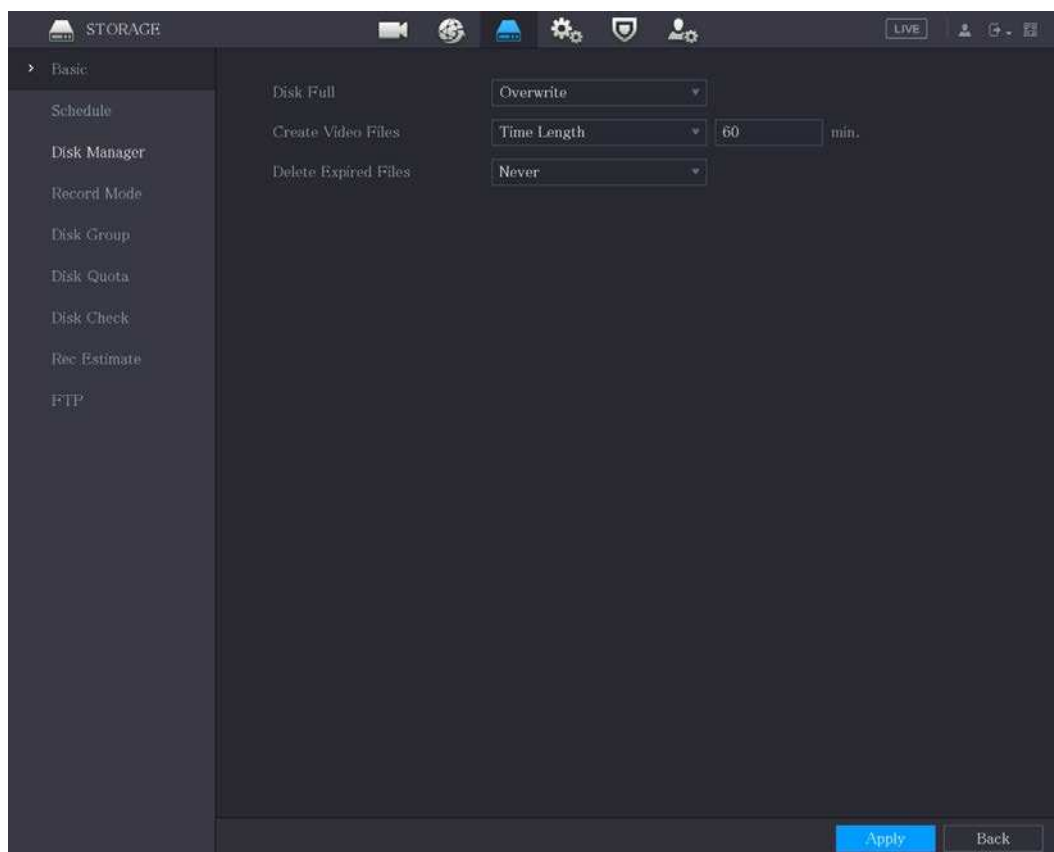 STORAGE LIVE
Basic
Schedule
Disk Manager
Record Mode
Disk Group
Disk Quota
Disk Check
Rec Estimate
FTP
Disk Full Overwrite
Create Video Files Time Length 60 min.
Delete Expired Files Never
Apply Back